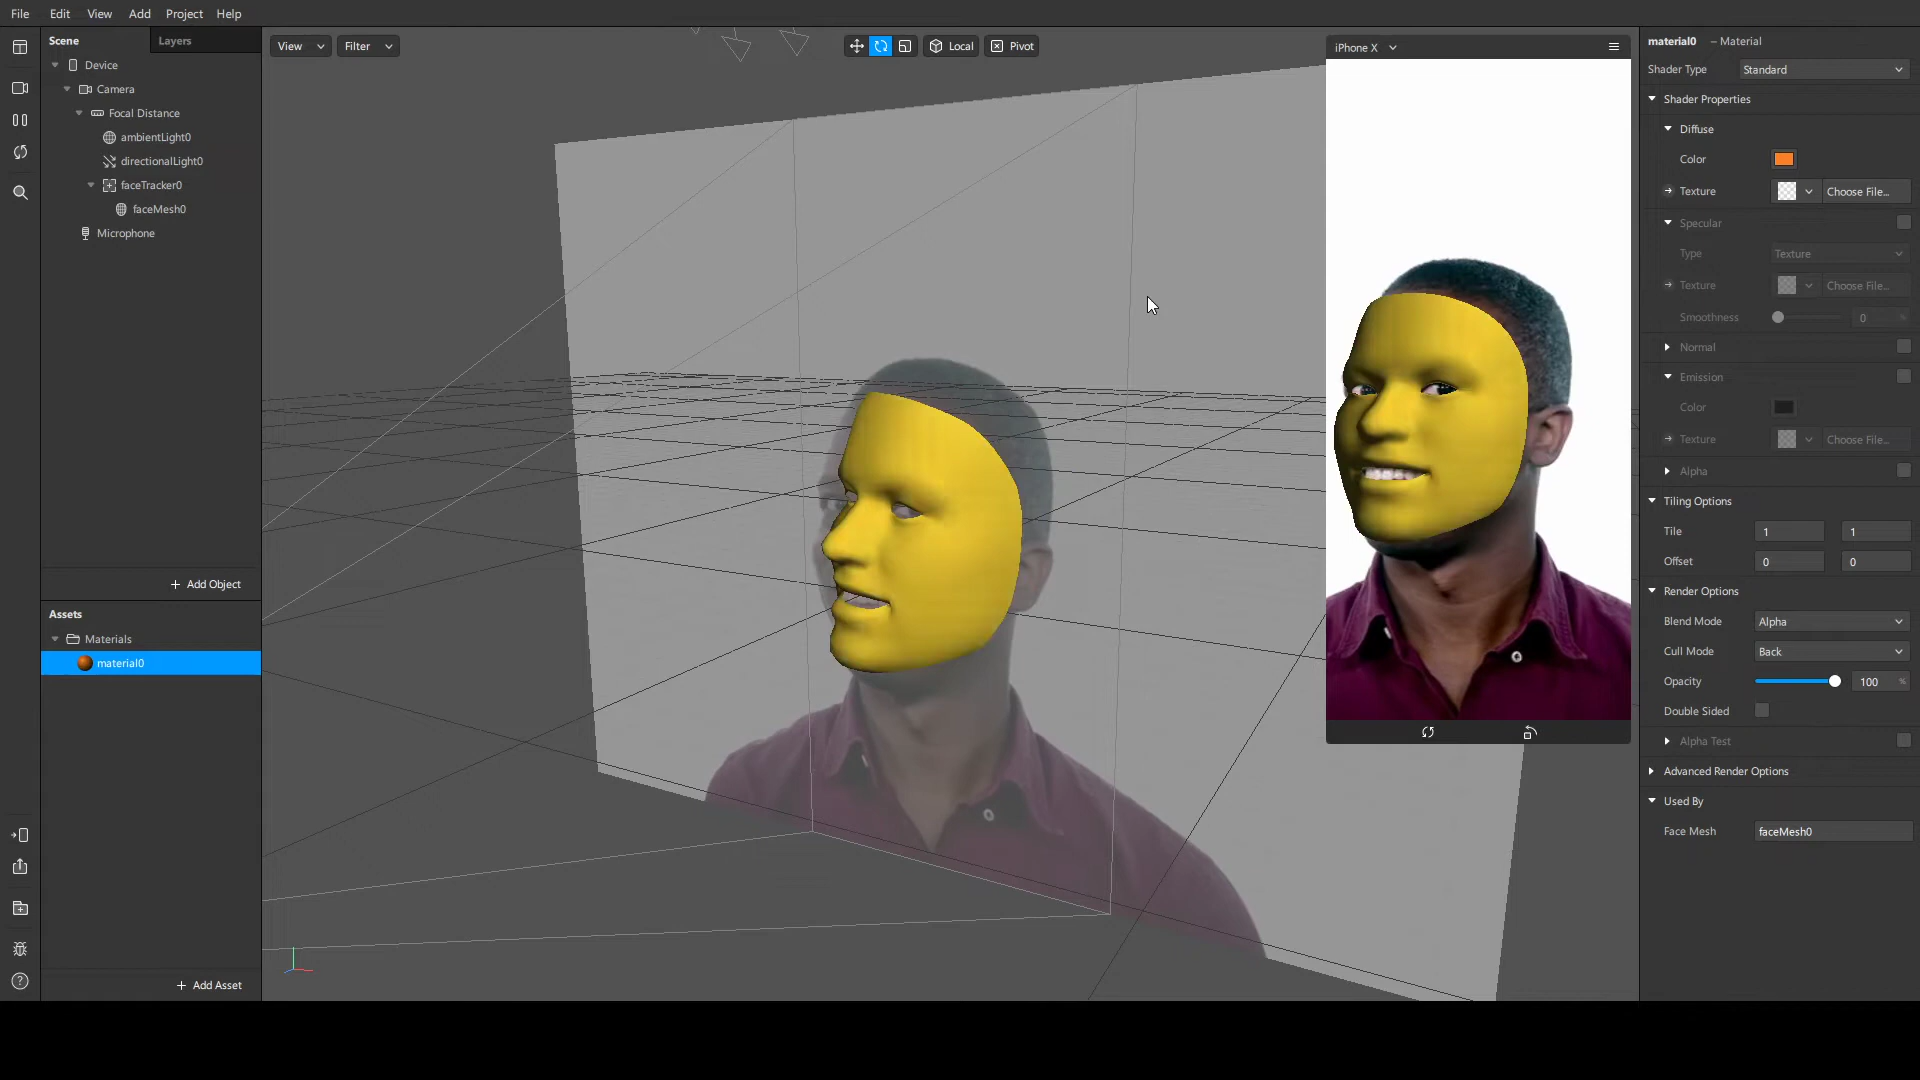 File Edit View Add Project Help
Scene Layers
Device
Camera
Focal Distance
ambientLight0
directionalLight0
faceTracker0
faceMesh0
Microphone
+ Add Object
Assets
Materials
material0
+ Add Asset
View Filter Local Pivot
iPhone X
material0 – Material
Shader Type Standard
Shader Properties
Diffuse
Color
Texture Choose File...
Specular
Type Texture
Texture Choose File...
Smoothness 0 %
Normal
Emission
Color
Texture Choose File...
Alpha
Tiling Options
Tile 1 1
Offset 0 0
Render Options
Blend Mode Alpha
Cull Mode Back
Opacity 100 %
Double Sided
Alpha Test
Advanced Render Options
Used By
Face Mesh faceMesh0